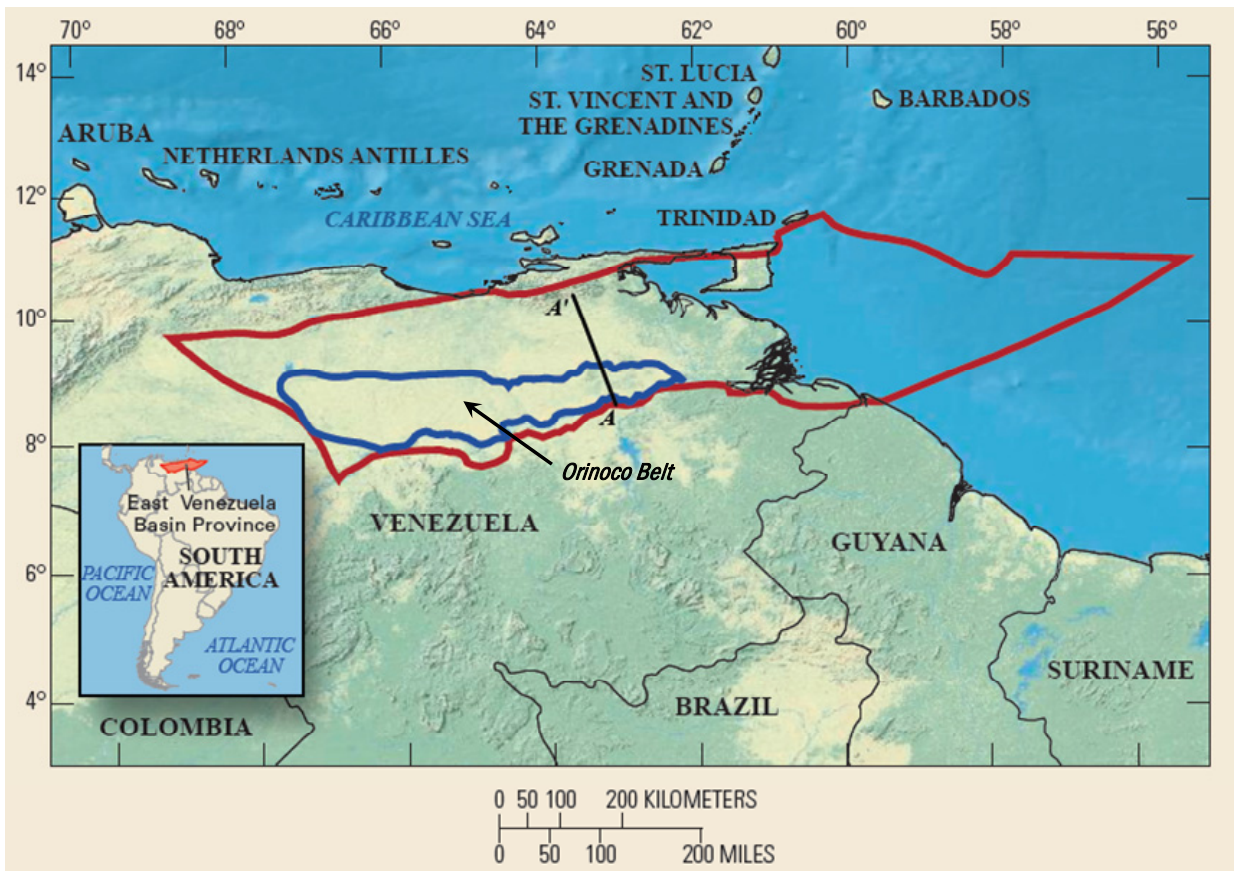 70° 68° 66° 64° 62° 60° 58° 56°
14°
12°
10°
8°
6°
4°
ST. LUCIA
ST. VINCENT AND
THE GRENADINES
BARBADOS
ARUBA
NETHERLANDS ANTILLES
GRENADA
CARIBBEAN SEA
TRINIDAD
A'
A
Orinoco Belt
VENEZUELA
GUYANA
SURINAME
BRAZIL
COLOMBIA
East Venezuela
Basin Province
SOUTH
AMERICA
PACIFIC
OCEAN
ATLANTIC
OCEAN
0 50 100 200 KILOMETERS
0 50 100 200 MILES